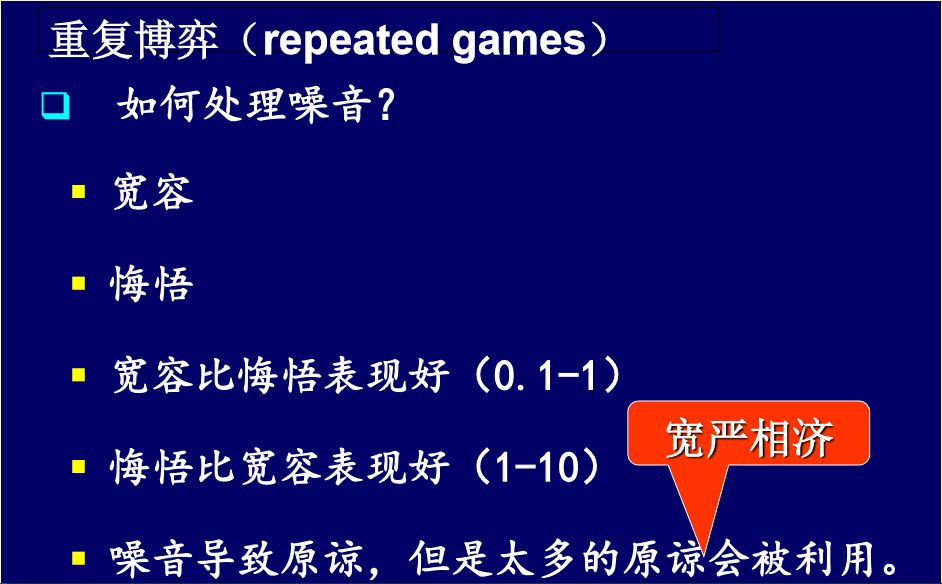 重复博弈（repeated games）
如何处理噪音？
宽容
悔悟
宽容比悔悟表现好（0.1-1）
悔悟比宽容表现好（1-10）
宽严相济
噪音导致原谅，但是太多的原谅会被利用。